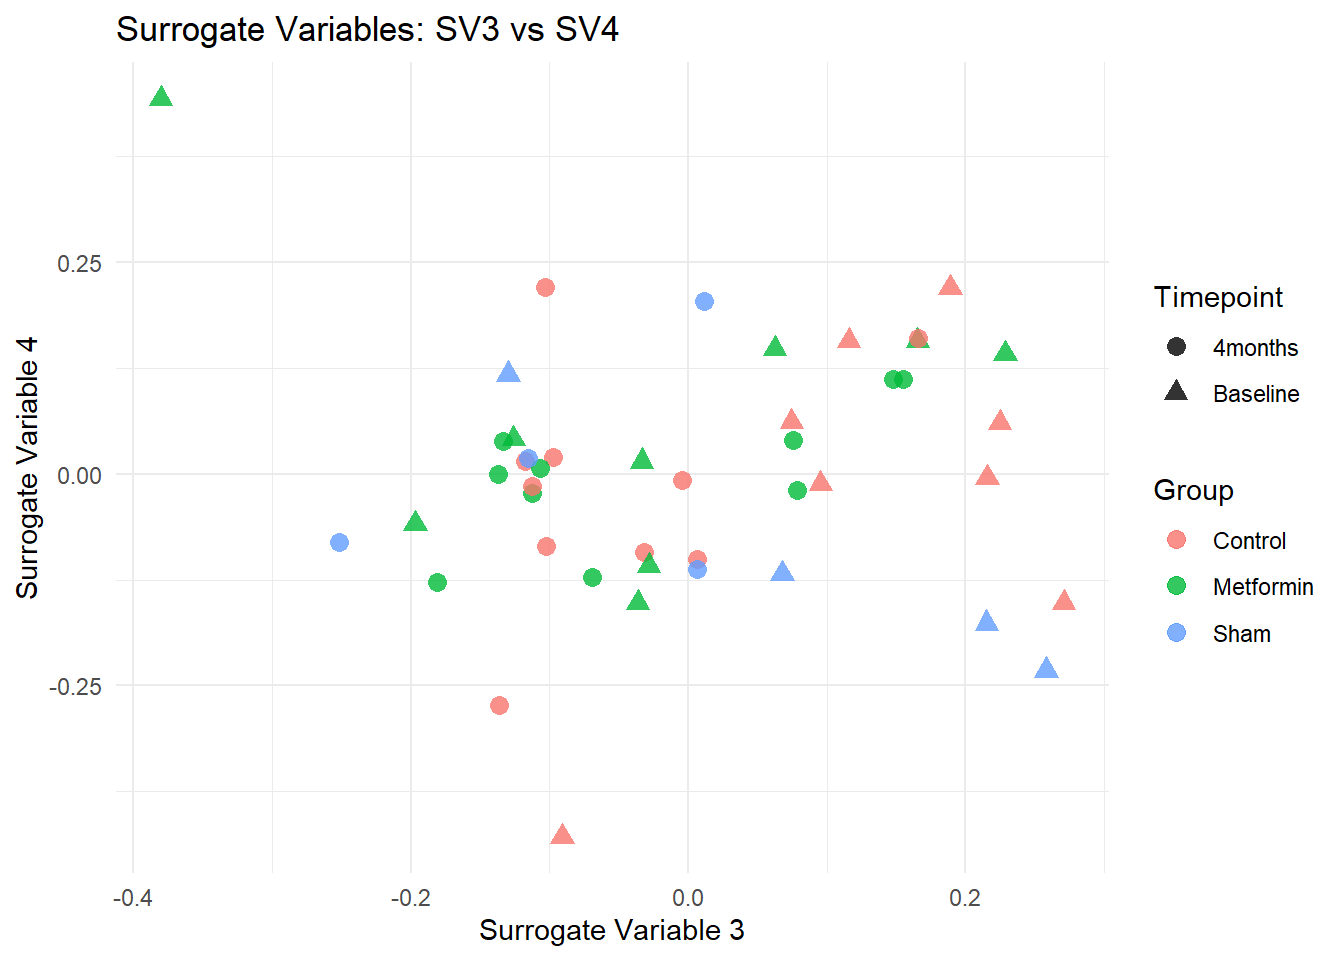 Surrogate Variables: SV3 vs SV4
Surrogate Variable 4
0.25
0.00
-0.25
-0.4
-0.2
0.0
0.2
Surrogate Variable 3
Timepoint
4months
Baseline
Group
Control
Metformin
Sham